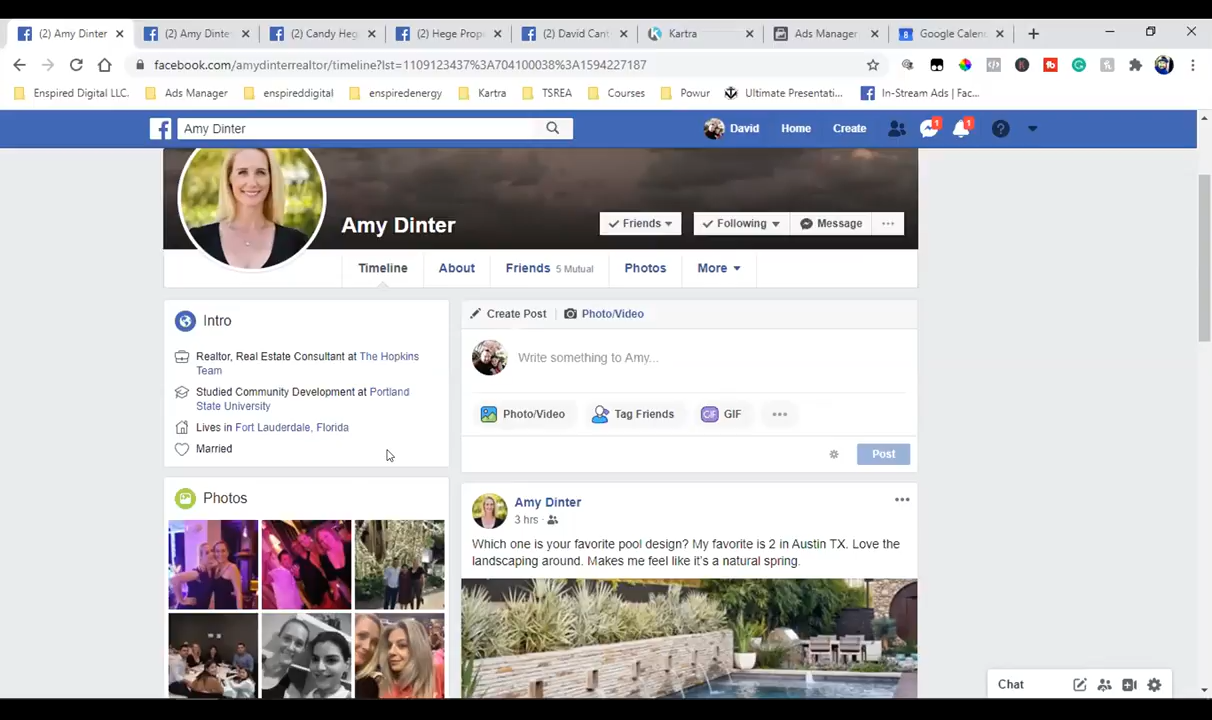 (2) Amy Dinter
(2) Amy Dinte
(2) Candy Heg
(2) Hege Prop
(2) David Cant
Kartra
Ads Manager
Google Calen
facebook.com/amydinterrealtor/timeline?lst=1109123437%3A704100038%3A1594227187
Enspired Digital LLC.
Ads Manager
enspireddigital
enspiredenergy
Kartra
TSREA
Courses
Powur
Ultimate Presentati...
In-Stream Ads | Fac...
Amy Dinter
David
Home
Create
1
1
Amy Dinter
Friends
Following
Message
Timeline
About
Friends 5 Mutual
Photos
More
Intro
Realtor, Real Estate Consultant at The Hopkins
Team
Studied Community Development at Portland
State University
Lives in Fort Lauderdale, Florida
Married
Photos
Create Post
Photo/Video
Write something to Amy...
Photo/Video
Tag Friends
GIF
Post
Amy Dinter
3 hrs ·
Which one is your favorite pool design? My favorite is 2 in Austin TX. Love the
landscaping around. Makes me feel like it's a natural spring.
Chat